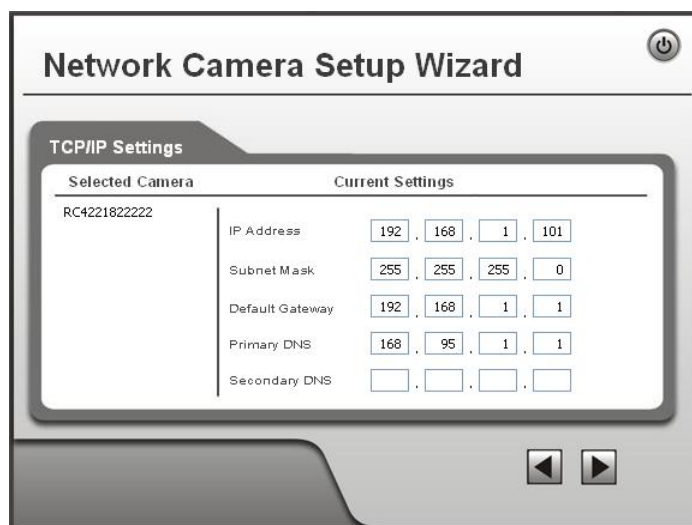 Network Camera Setup Wizard
TCP/IP Settings
Selected Camera Current Settings
RC4221822222
IP Address 192 . 168 . 1 . 101
Subnet Mask 255 . 255 . 255 . 0
Default Gateway 192 . 168 . 1 . 1
Primary DNS 168 . 95 . 1 . 1
Secondary DNS . . .